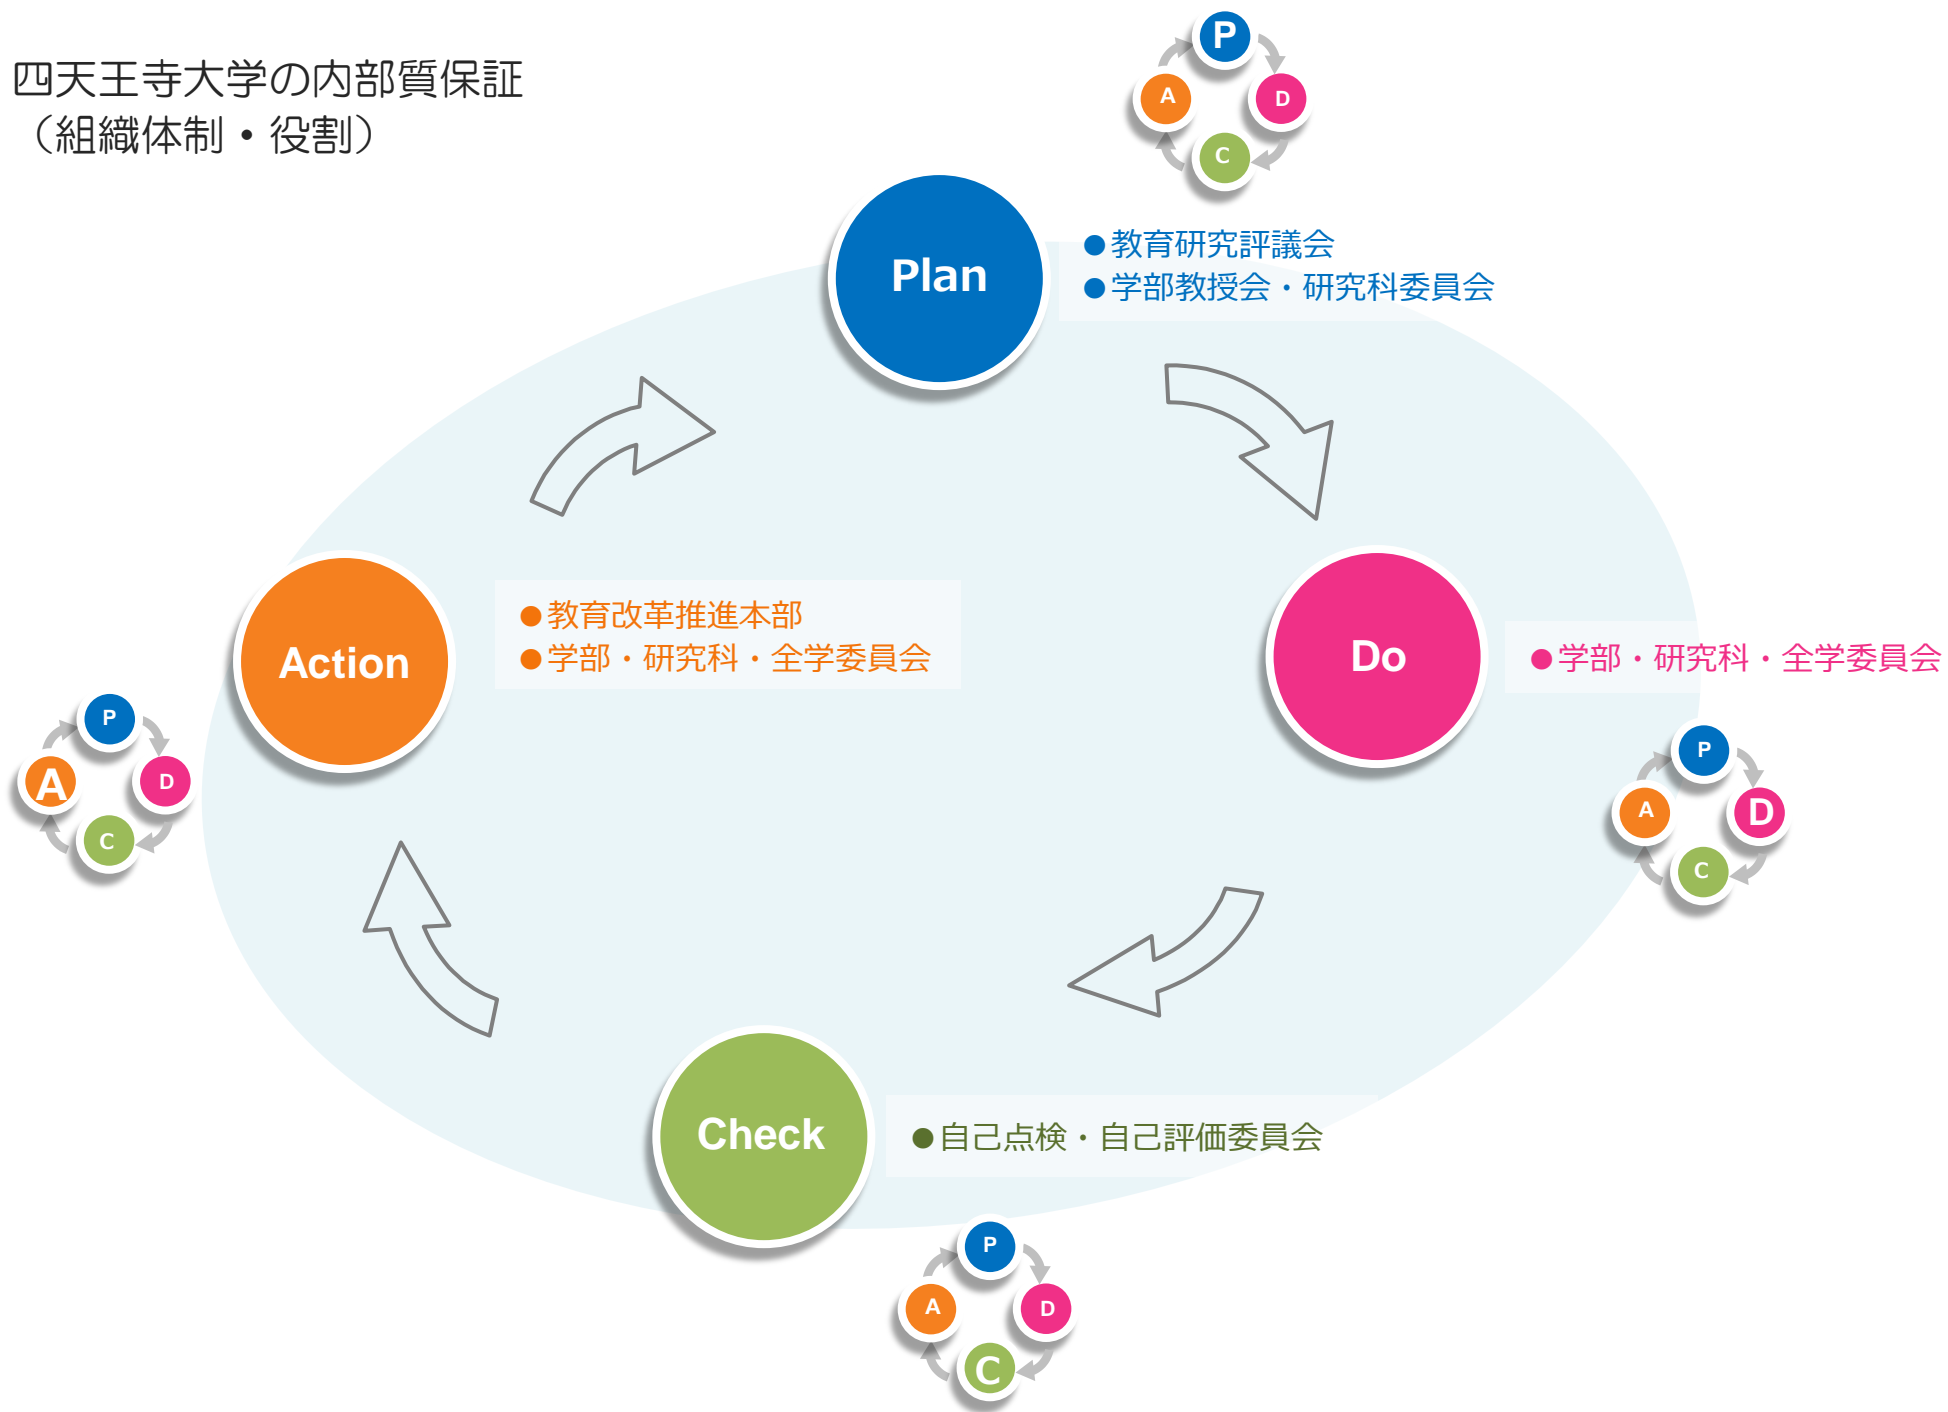 四天王寺大学の内部質保証
（組織体制・役割）
P
A
D
C
Plan
●教育研究評議会
●学部教授会・研究科委員会
Action
●教育改革推進本部
●学部・研究科・全学委員会
Do
●学部・研究科・全学委員会
P
A
D
C
P
A
D
C
Check
●自己点検・自己評価委員会
P
A
D
C